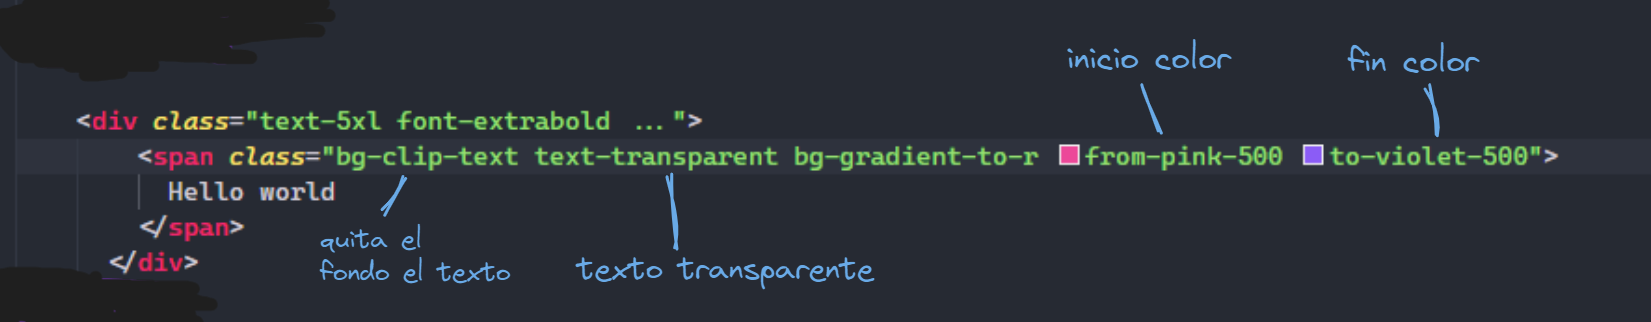 inicio color
fin color
<div class="text-5xl font-extrabold ...">
<span class="bg-clip-text text-transparent bg-gradient-to-r from-pink-500 to-violet-500">
Hello world
</span>
</div>
quita el
fondo el texto
texto transparente